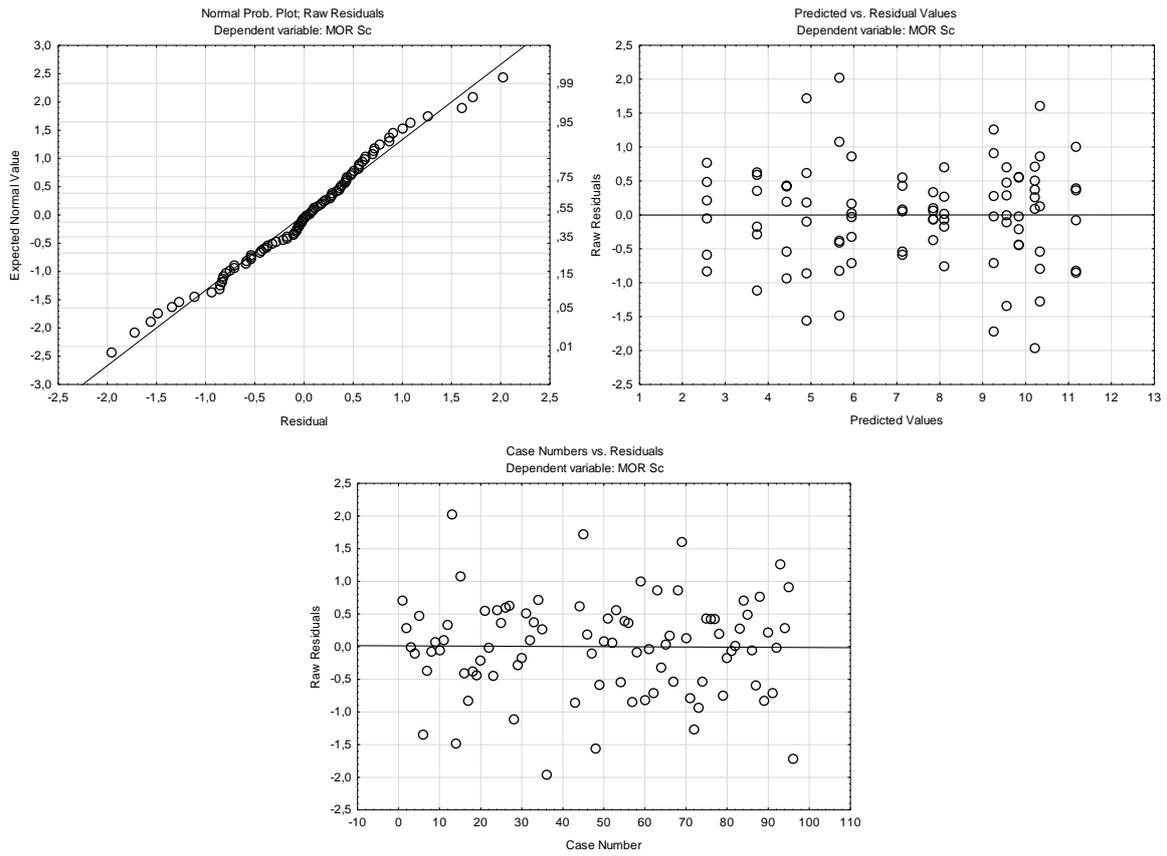 Normal Prob. Plot; Raw Residuals
Dependent variable: MOR Sc
3,0
2,5
2,0
1,5
1,0
0,5
0,0
-0,5
-1,0
-1,5
-2,0
-2,5
-3,0
,99
,95
,75
,55
,35
,15
,05
,01
Expected Normal Value
-2,5 -2,0 -1,5 -1,0 -0,5 0,0 0,5 1,0 1,5 2,0 2,5
Residual
Predicted vs. Residual Values
Dependent variable: MOR Sc
2,5
2,0
1,5
1,0
0,5
0,0
-0,5
-1,0
-1,5
-2,0
-2,5
Raw Residuals
1 2 3 4 5 6 7 8 9 10 11 12 13
Predicted Values
Case Numbers vs. Residuals
Dependent variable: MOR Sc
2,5
2,0
1,5
1,0
0,5
0,0
-0,5
-1,0
-1,5
-2,0
-2,5
Raw Residuals
-10 0 10 20 30 40 50 60 70 80 90 100 110
Case Number